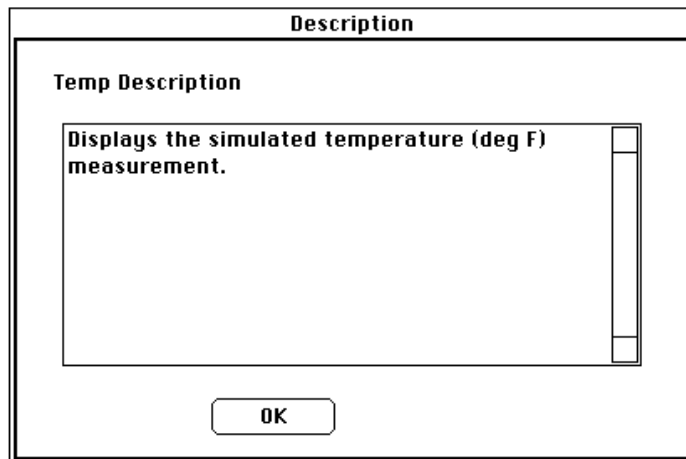 Description
Temp Description
Displays the simulated temperature (deg F)
measurement.
OK